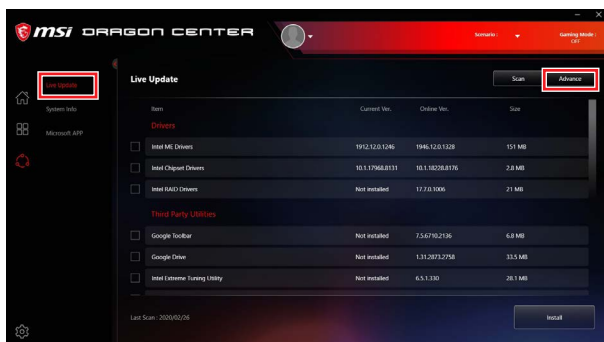 msi DRAGON CENTER
Scenario :
Gaming Mode :
OFF
Live Update
System Info
Microsoft APP
Live Update
Scan
Advance
Item Current Ver. Online Ver. Size
Drivers
Intel ME Drivers 1912.12.0.1246 1946.12.0.1328 151 MB
Intel Chipset Drivers 10.1.17968.8131 10.1.18228.8176 2.8 MB
Intel RAID Drivers Not installed 17.7.0.1006 21 MB
Third Party Utilities
Google Toolbar Not installed 7.5.6710.2136 6.8 MB
Google Drive Not installed 1.31.2873.2758 33.5 MB
Intel Extreme Tuning Utility Not installed 6.5.1.330 28.1 MB
Last Scan : 2020/02/26
Install